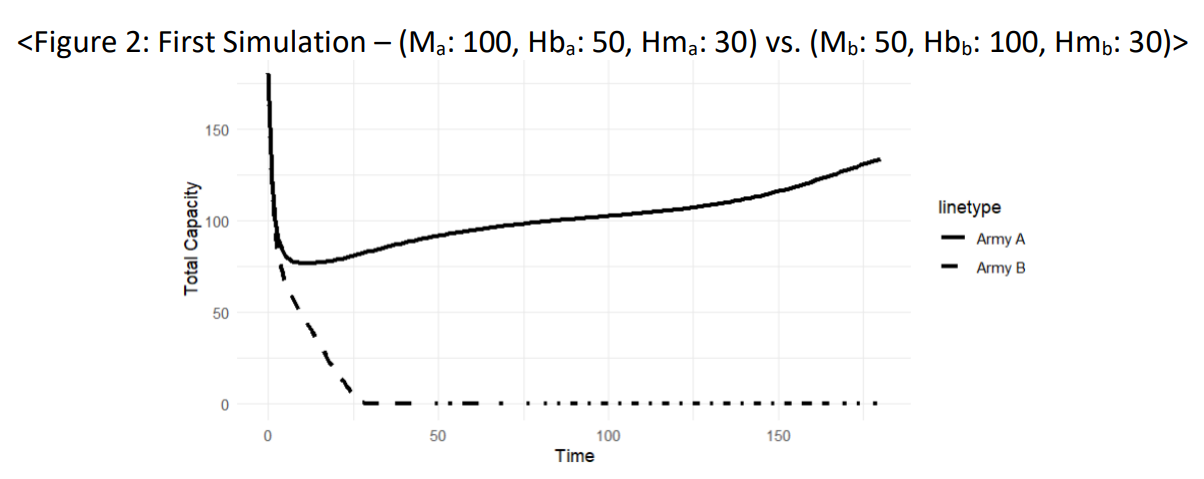 <Figure 2: First Simulation – (Mₐ: 100, Hbₐ: 50, Hmₐ: 30) vs. (M_b: 50, Hb_b: 100, Hm_b: 30)>
Total Capacity
150
100
50
0
0 50 100 150
Time
linetype
Army A
Army B